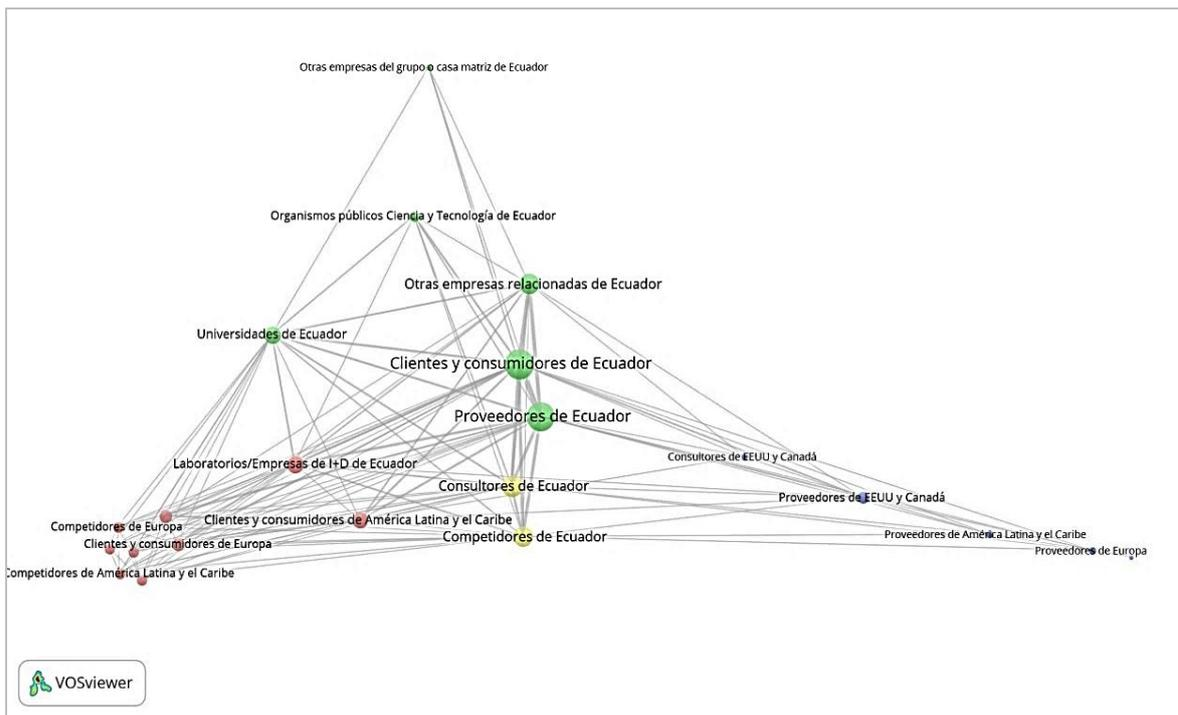 Otras empresas del grupo o casa matriz de Ecuador
Organismos públicos Ciencia y Tecnología de Ecuador
Otras empresas relacionadas de Ecuador
Universidades de Ecuador
Clientes y consumidores de Ecuador
Proveedores de Ecuador
Consultores de EEUU y Canadá
Laboratorios/Empresas de I+D de Ecuador
Consultores de Ecuador
Proveedores de EEUU y Canadá
Clientes y consumidores de América Latina y el Caribe
Competidores de Europa
Competidores de Ecuador
Proveedores de América Latina y el Caribe
Clientes y consumidores de Europa
Proveedores de Europa
Competidores de América Latina y el Caribe
VOSviewer